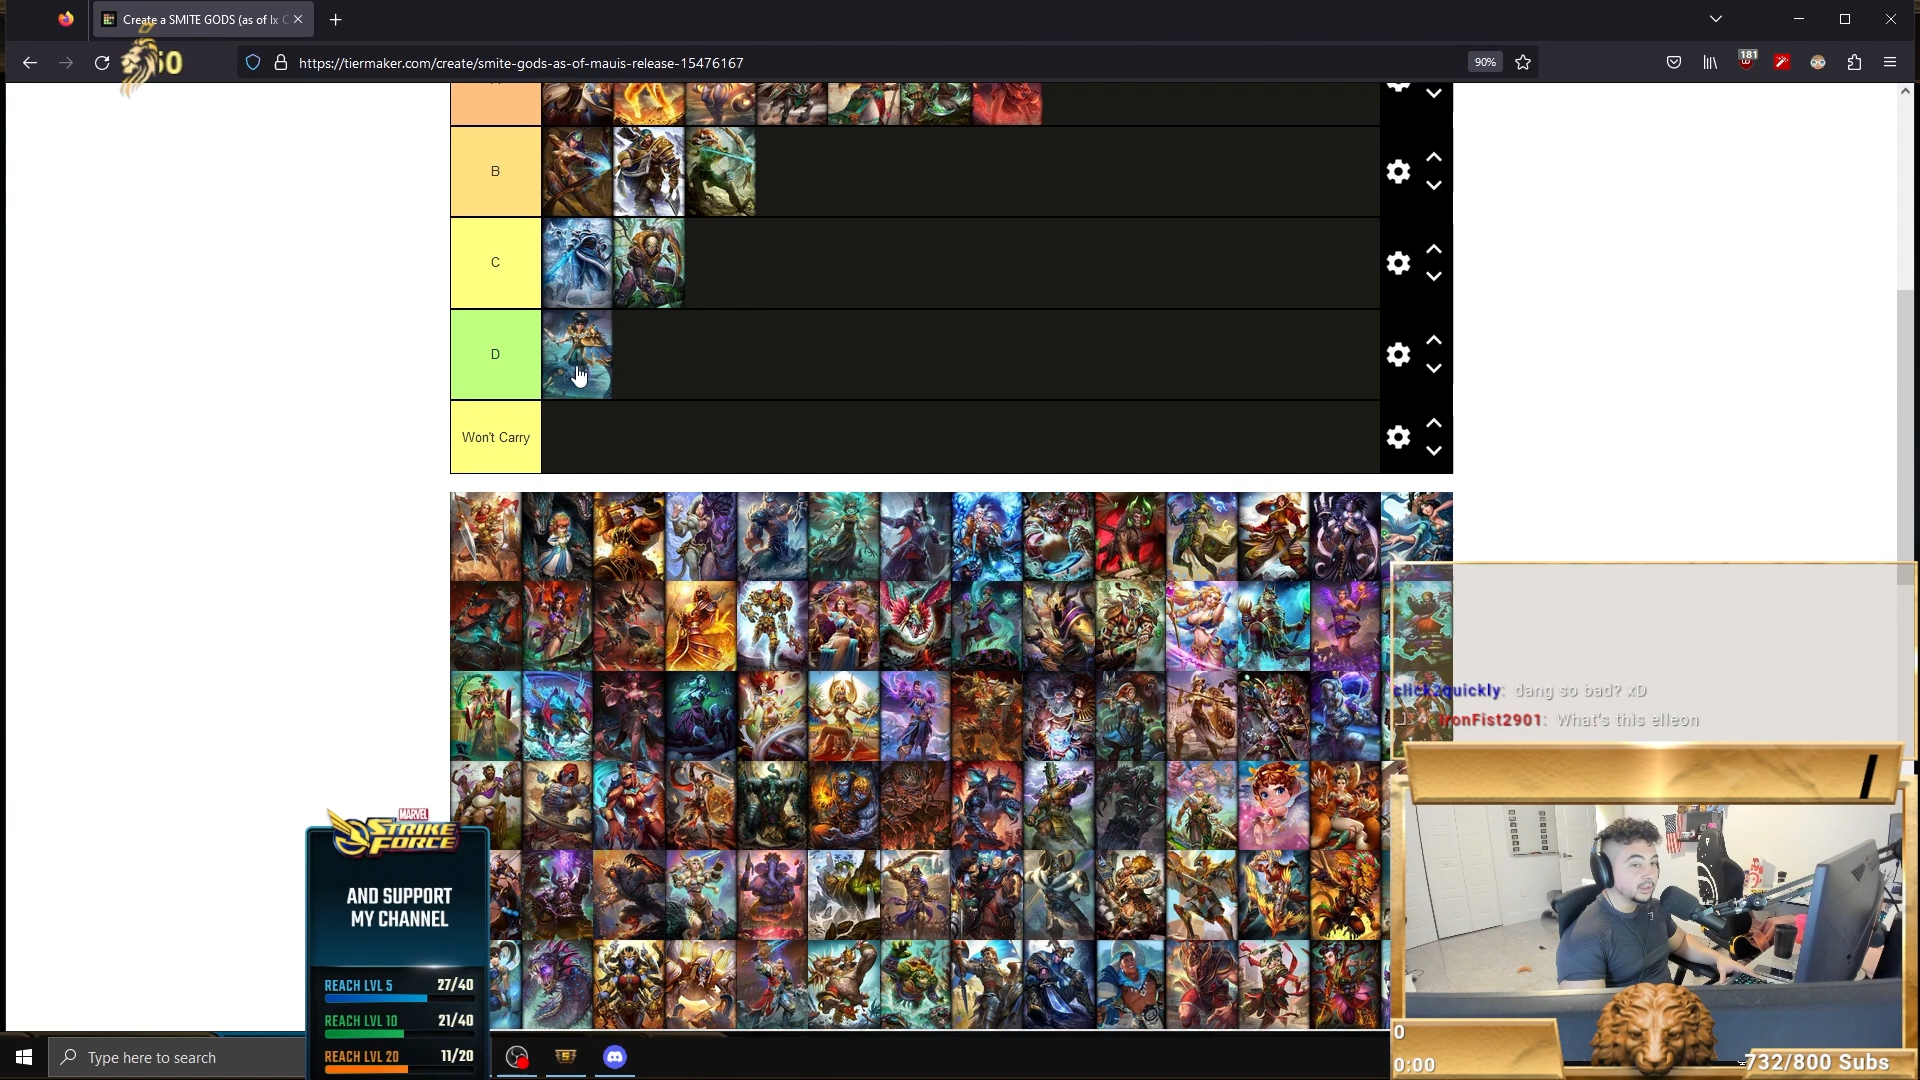 Create a SMITE GODS (as of Ix C
https://tiermaker.com/create/smite-gods-as-of-mauis-release-15476167
90%
181
B
C
D
Won't Carry
click2quickly: dang so bad? xD
IronFist2901: What's this elleon
MARVEL
STRIKE
FORCE
AND SUPPORT
MY CHANNEL
REACH LVL 5 27/40
REACH LVL 10 21/40
REACH LVL 20 11/20
Type here to search
0
0:00
732/800 Subs